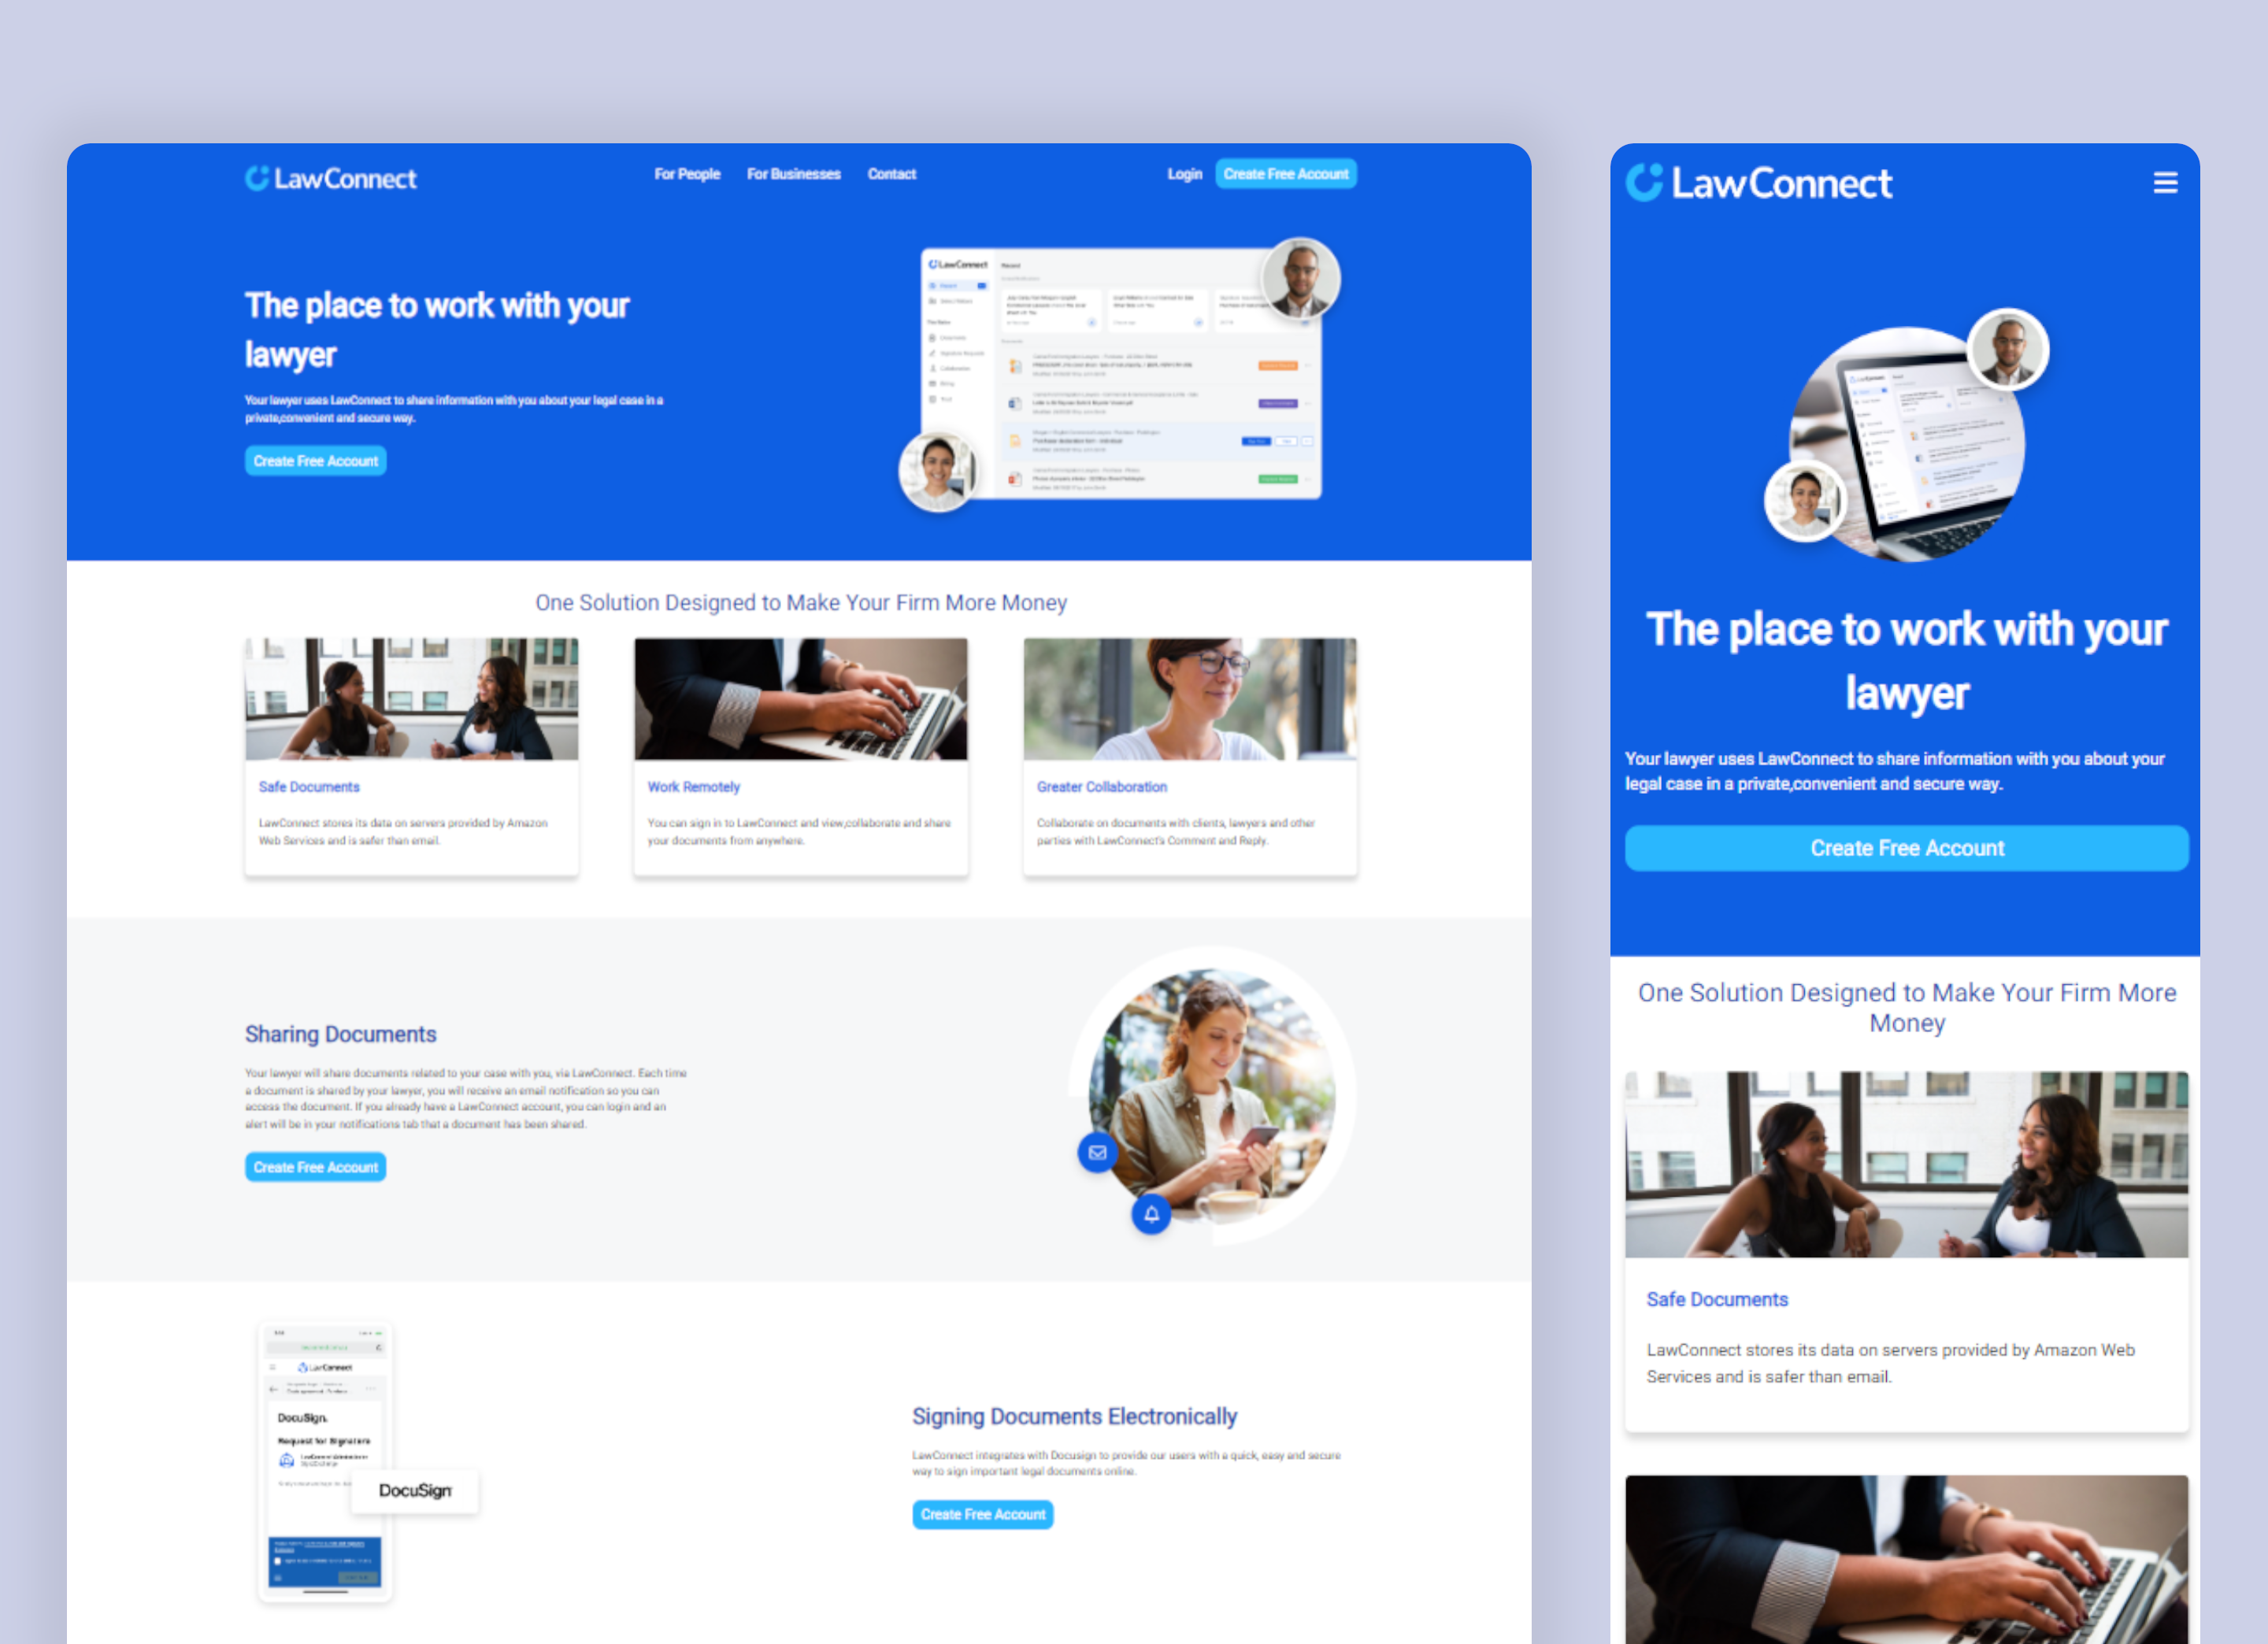 LawConnect
For People
For Businesses
Contact
Login
Create Free Account
The place to work with your
lawyer
Your lawyer uses LawConnect to share information with you about your legal case in a
private,convenient and secure way.
Create Free Account
LawConnect
One Solution Designed to Make Your Firm More Money
Safe Documents
LawConnect stores its data on servers provided by Amazon
Web Services and is safer than email.
Work Remotely
You can sign in to LawConnect and view,collaborate and share
your documents from anywhere.
Greater Collaboration
Collaborate on documents with clients, lawyers and other
parties with LawConnect's Comment and Reply.
Sharing Documents
Your lawyer will share documents related to your case with you, via LawConnect. Each time
a document is shared by your lawyer, you will receive an email notification so you can
access the document. If you already have a LawConnect account, you can login and an
alert will be in your notifications tab that a document has been shared.
Create Free Account
LawConnect
DocuSign.
Request for Signature
DocuSign
Signing Documents Electronically
LawConnect integrates with Docusign to provide our users with a quick, easy and secure
way to sign important legal documents online.
Create Free Account
LawConnect
The place to work with your
lawyer
Your lawyer uses LawConnect to share information with you about your
legal case in a private,convenient and secure way.
Create Free Account
One Solution Designed to Make Your Firm More
Money
Safe Documents
LawConnect stores its data on servers provided by Amazon Web
Services and is safer than email.